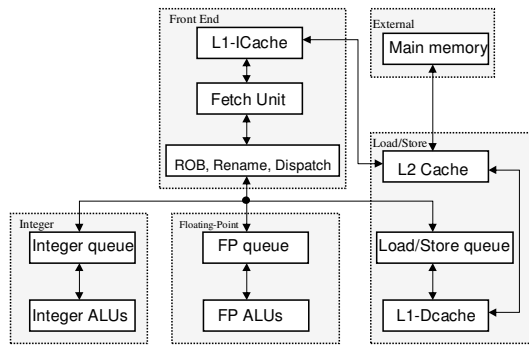 Front End
L1-ICache
Fetch Unit
ROB, Rename, Dispatch
External
Main memory
Load/Store
L2 Cache
Integer
Integer queue
Integer ALUs
Floating-Point
FP queue
FP ALUs
Load/Store queue
L1-Dcache